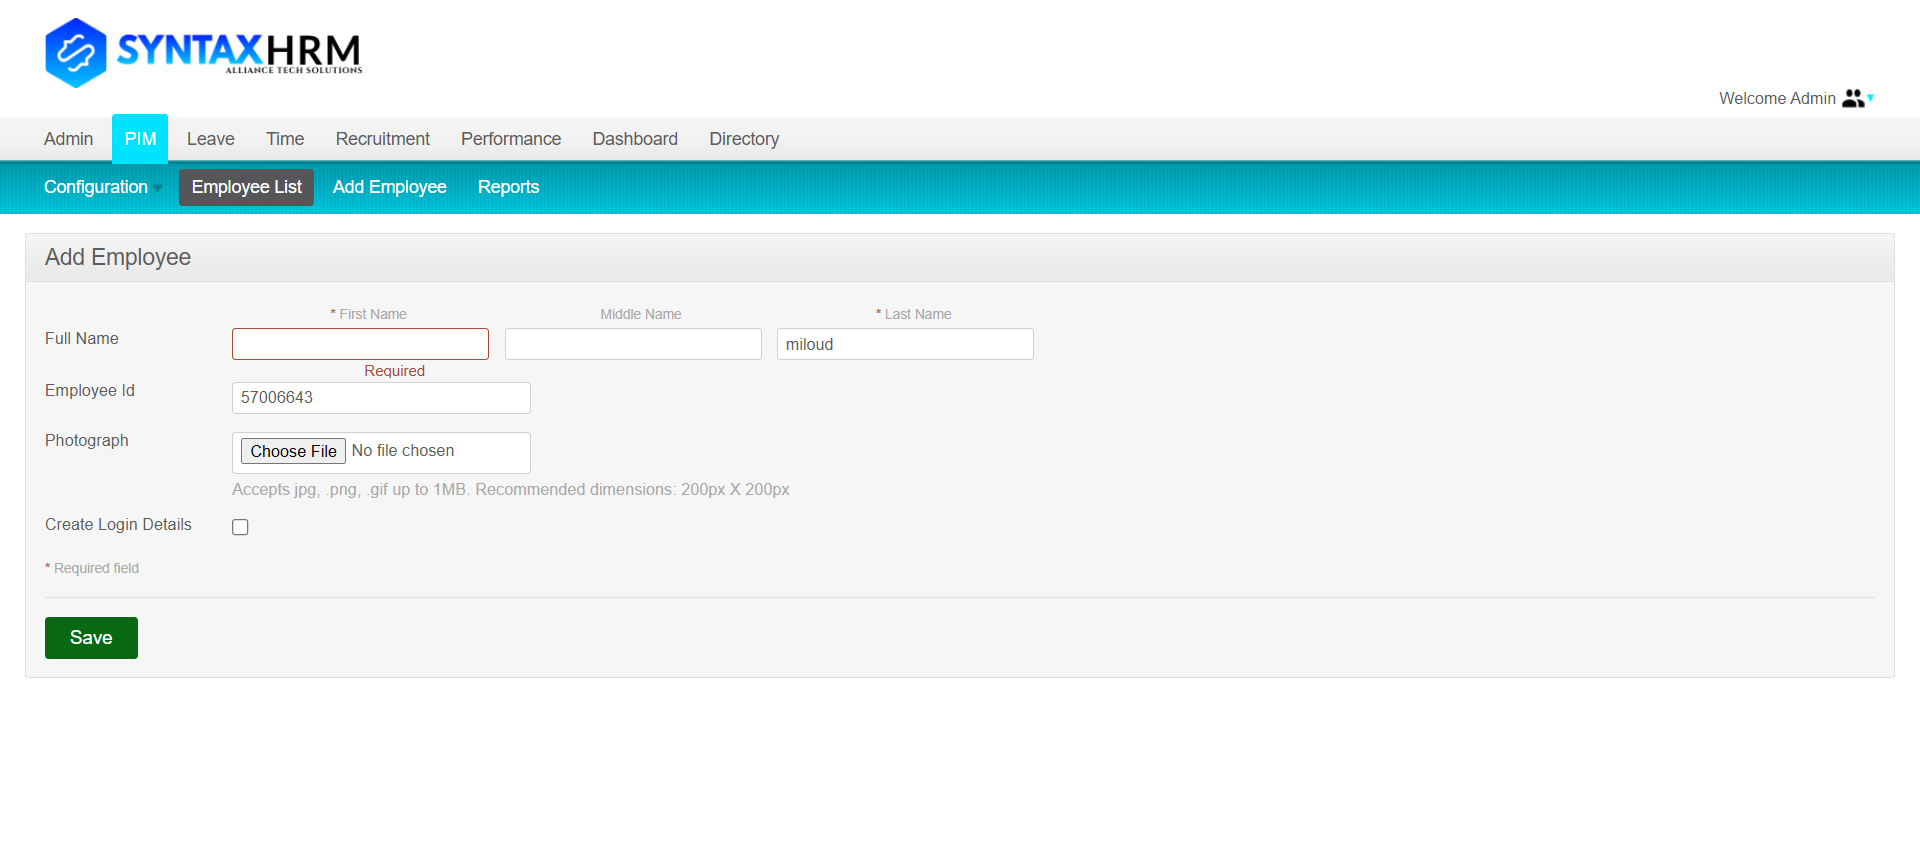 SYNTAXHRM
ALLIANCE TECH SOLUTIONS
Welcome Admin
Admin PIM Leave Time Recruitment Performance Dashboard Directory
Configuration Employee List Add Employee Reports
Add Employee
* First Name Middle Name * Last Name
Full Name miloud
Required
Employee Id 57006643
Photograph Choose File No file chosen
Accepts jpg, .png, .gif up to 1MB. Recommended dimensions: 200px X 200px
Create Login Details
* Required field
Save